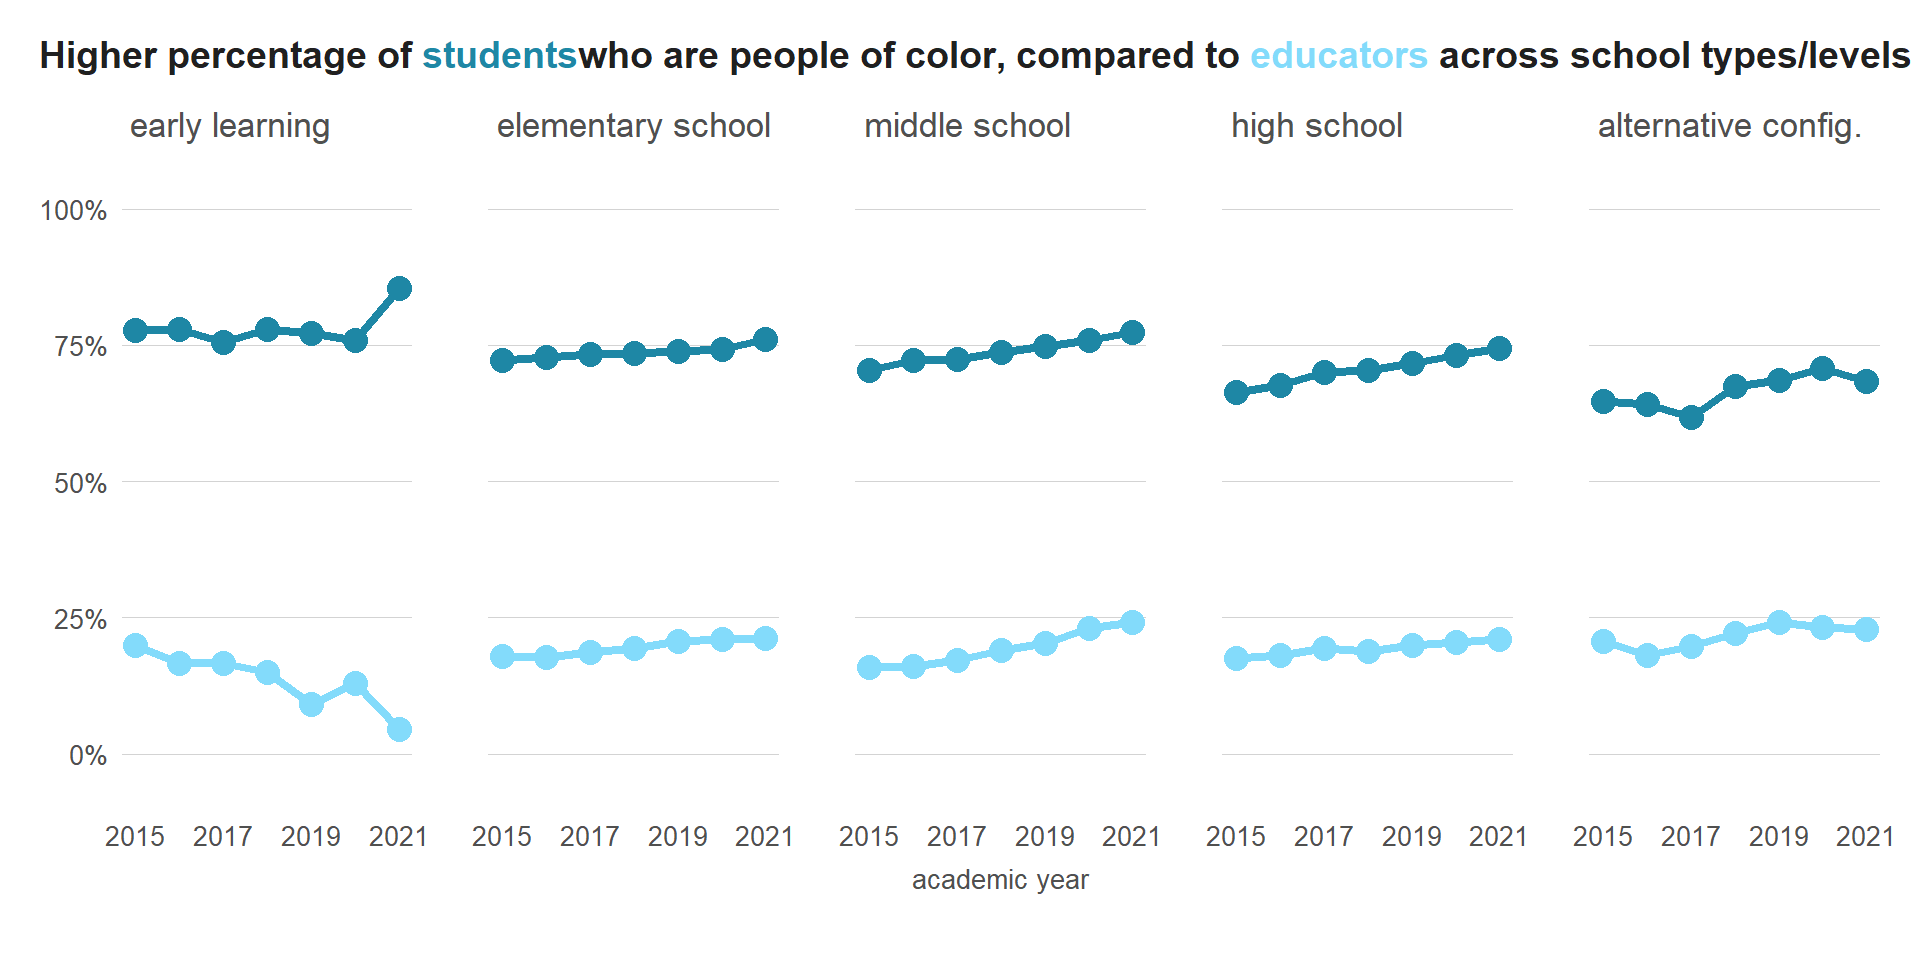 Higher percentage of studentswho are people of color, compared to educators across school types/levels
early learning elementary school middle school high school alternative config.
100%
75%
50%
25%
0%
2015 2017 2019 2021 2015 2017 2019 2021 2015 2017 2019 2021 2015 2017 2019 2021 2015 2017 2019 2021
academic year